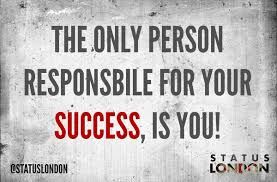 THE ONLY PERSON
RESPONSBILE FOR YOUR
SUCCESS, IS YOU!
@STATUSLONDON
STATUS
LONDON